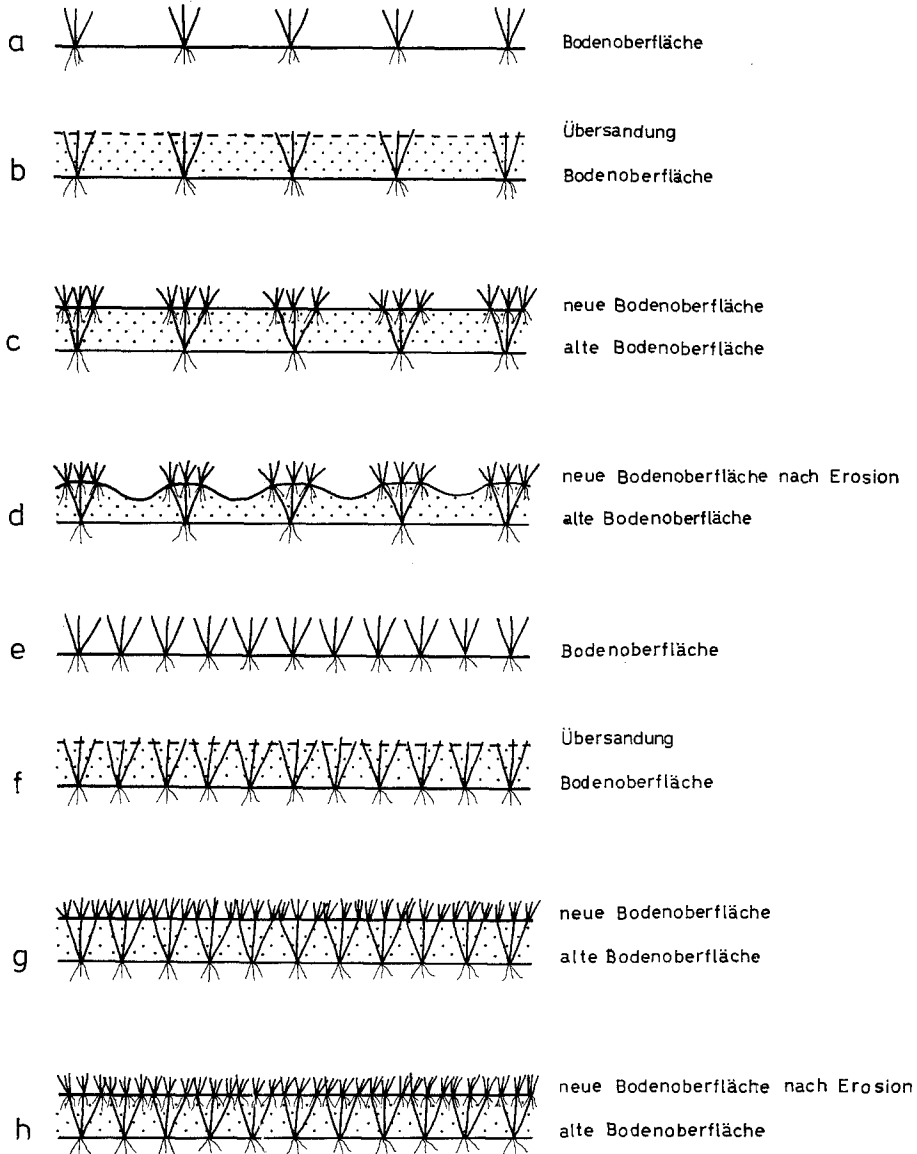 a Bodenoberfläche
Übersandung
b Bodenoberfläche
neue Bodenoberfläche
c alte Bodenoberfläche
neue Bodenoberfläche nach Erosion
d alte Bodenoberfläche
e Bodenoberfläche
Übersandung
f Bodenoberfläche
neue Bodenoberfläche
g alte Bodenoberfläche
neue Bodenoberfläche nach Erosion
h alte Bodenoberfläche